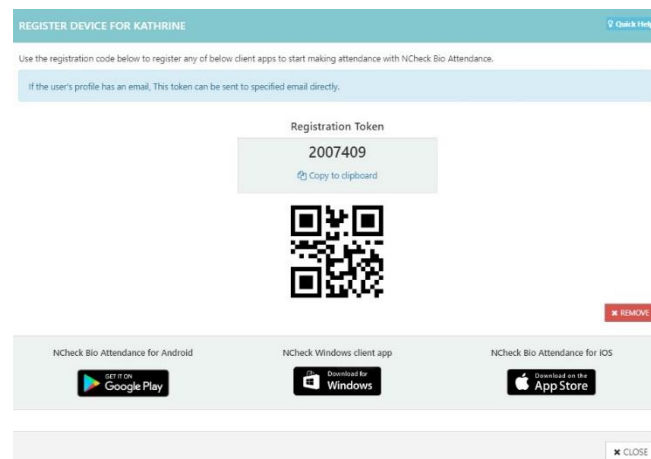 REGISTER DEVICE FOR KATHRINE
Quick Help
Use the registration code below to register any of below client apps to start making attendance with NCheck Bio Attendance.
If the user's profile has an email, This token can be sent to specified email directly.
Registration Token
2007409
Copy to clipboard
REMOVE
NCheck Bio Attendance for Android
NCheck Windows client app
NCheck Bio Attendance for iOS
GET IT ON
Google Play
Download for
Windows
Download on the
App Store
CLOSE